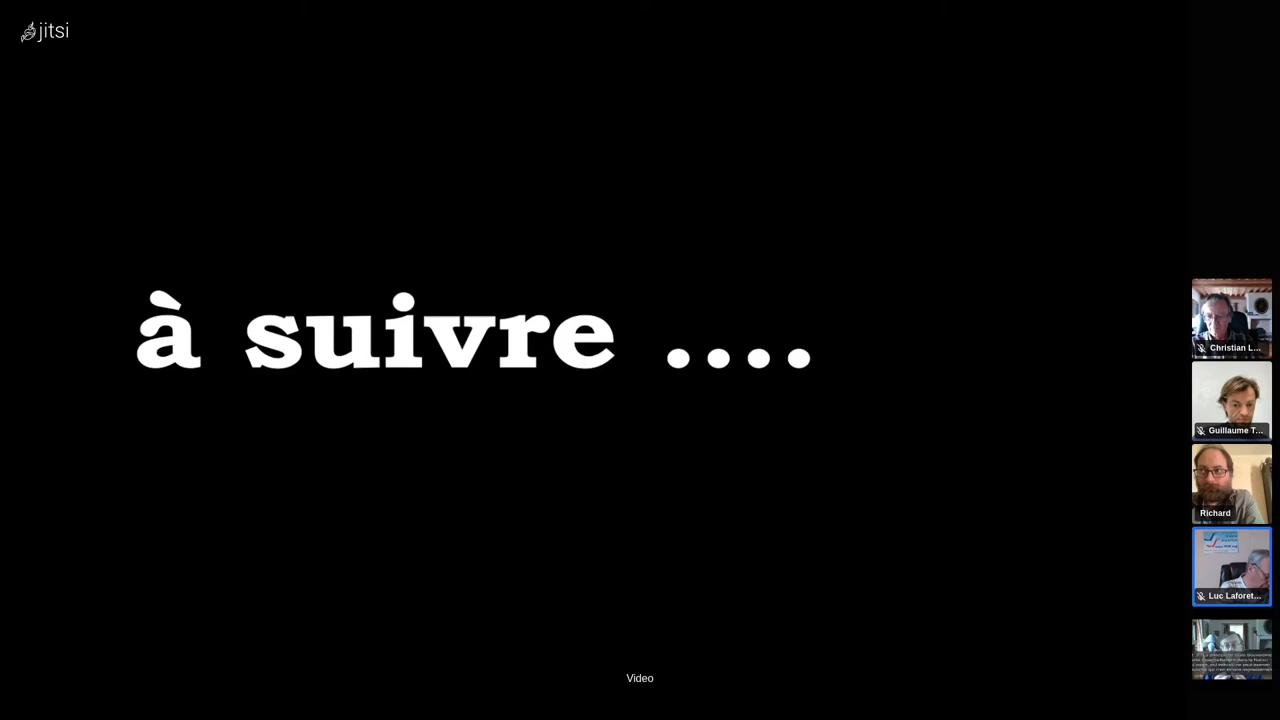 jitsi
à suivre ....
Christian L...
Guillaume T...
Richard
Luc Laforet...
Video